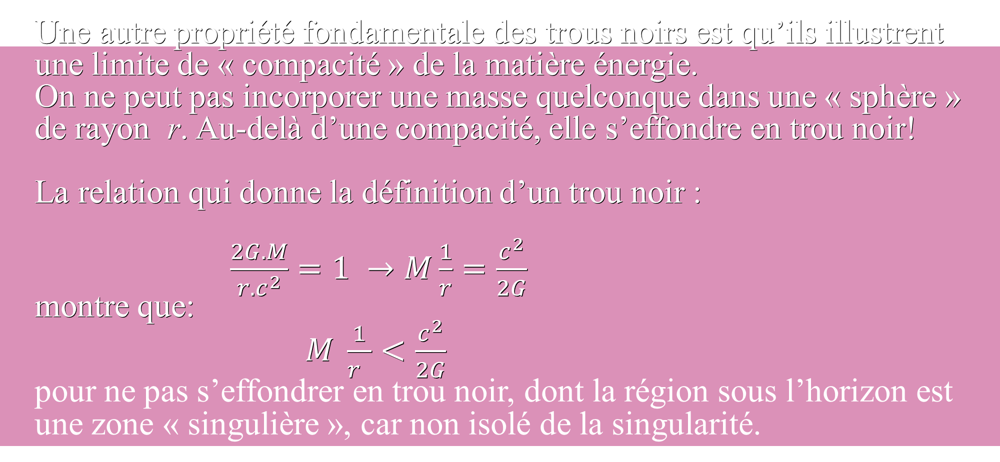 Une autre propriété fondamentale des trous noirs est qu’ils illustrent
une limite de « compacité » de la matière énergie.
On ne peut pas incorporer une masse quelconque dans une « sphère »
de rayon r. Au-delà d’une compacité, elle s’effondre en trou noir!
La relation qui donne la définition d’un trou noir :
\frac{2G.M}{r.c^2} = 1 → M \frac{1}{r} = \frac{c^2}{2G}
montre que:
M \frac{1}{r} < \frac{c^2}{2G}
pour ne pas s’effondrer en trou noir, dont la région sous l’horizon est
une zone « singulière », car non isolé de la singularité.